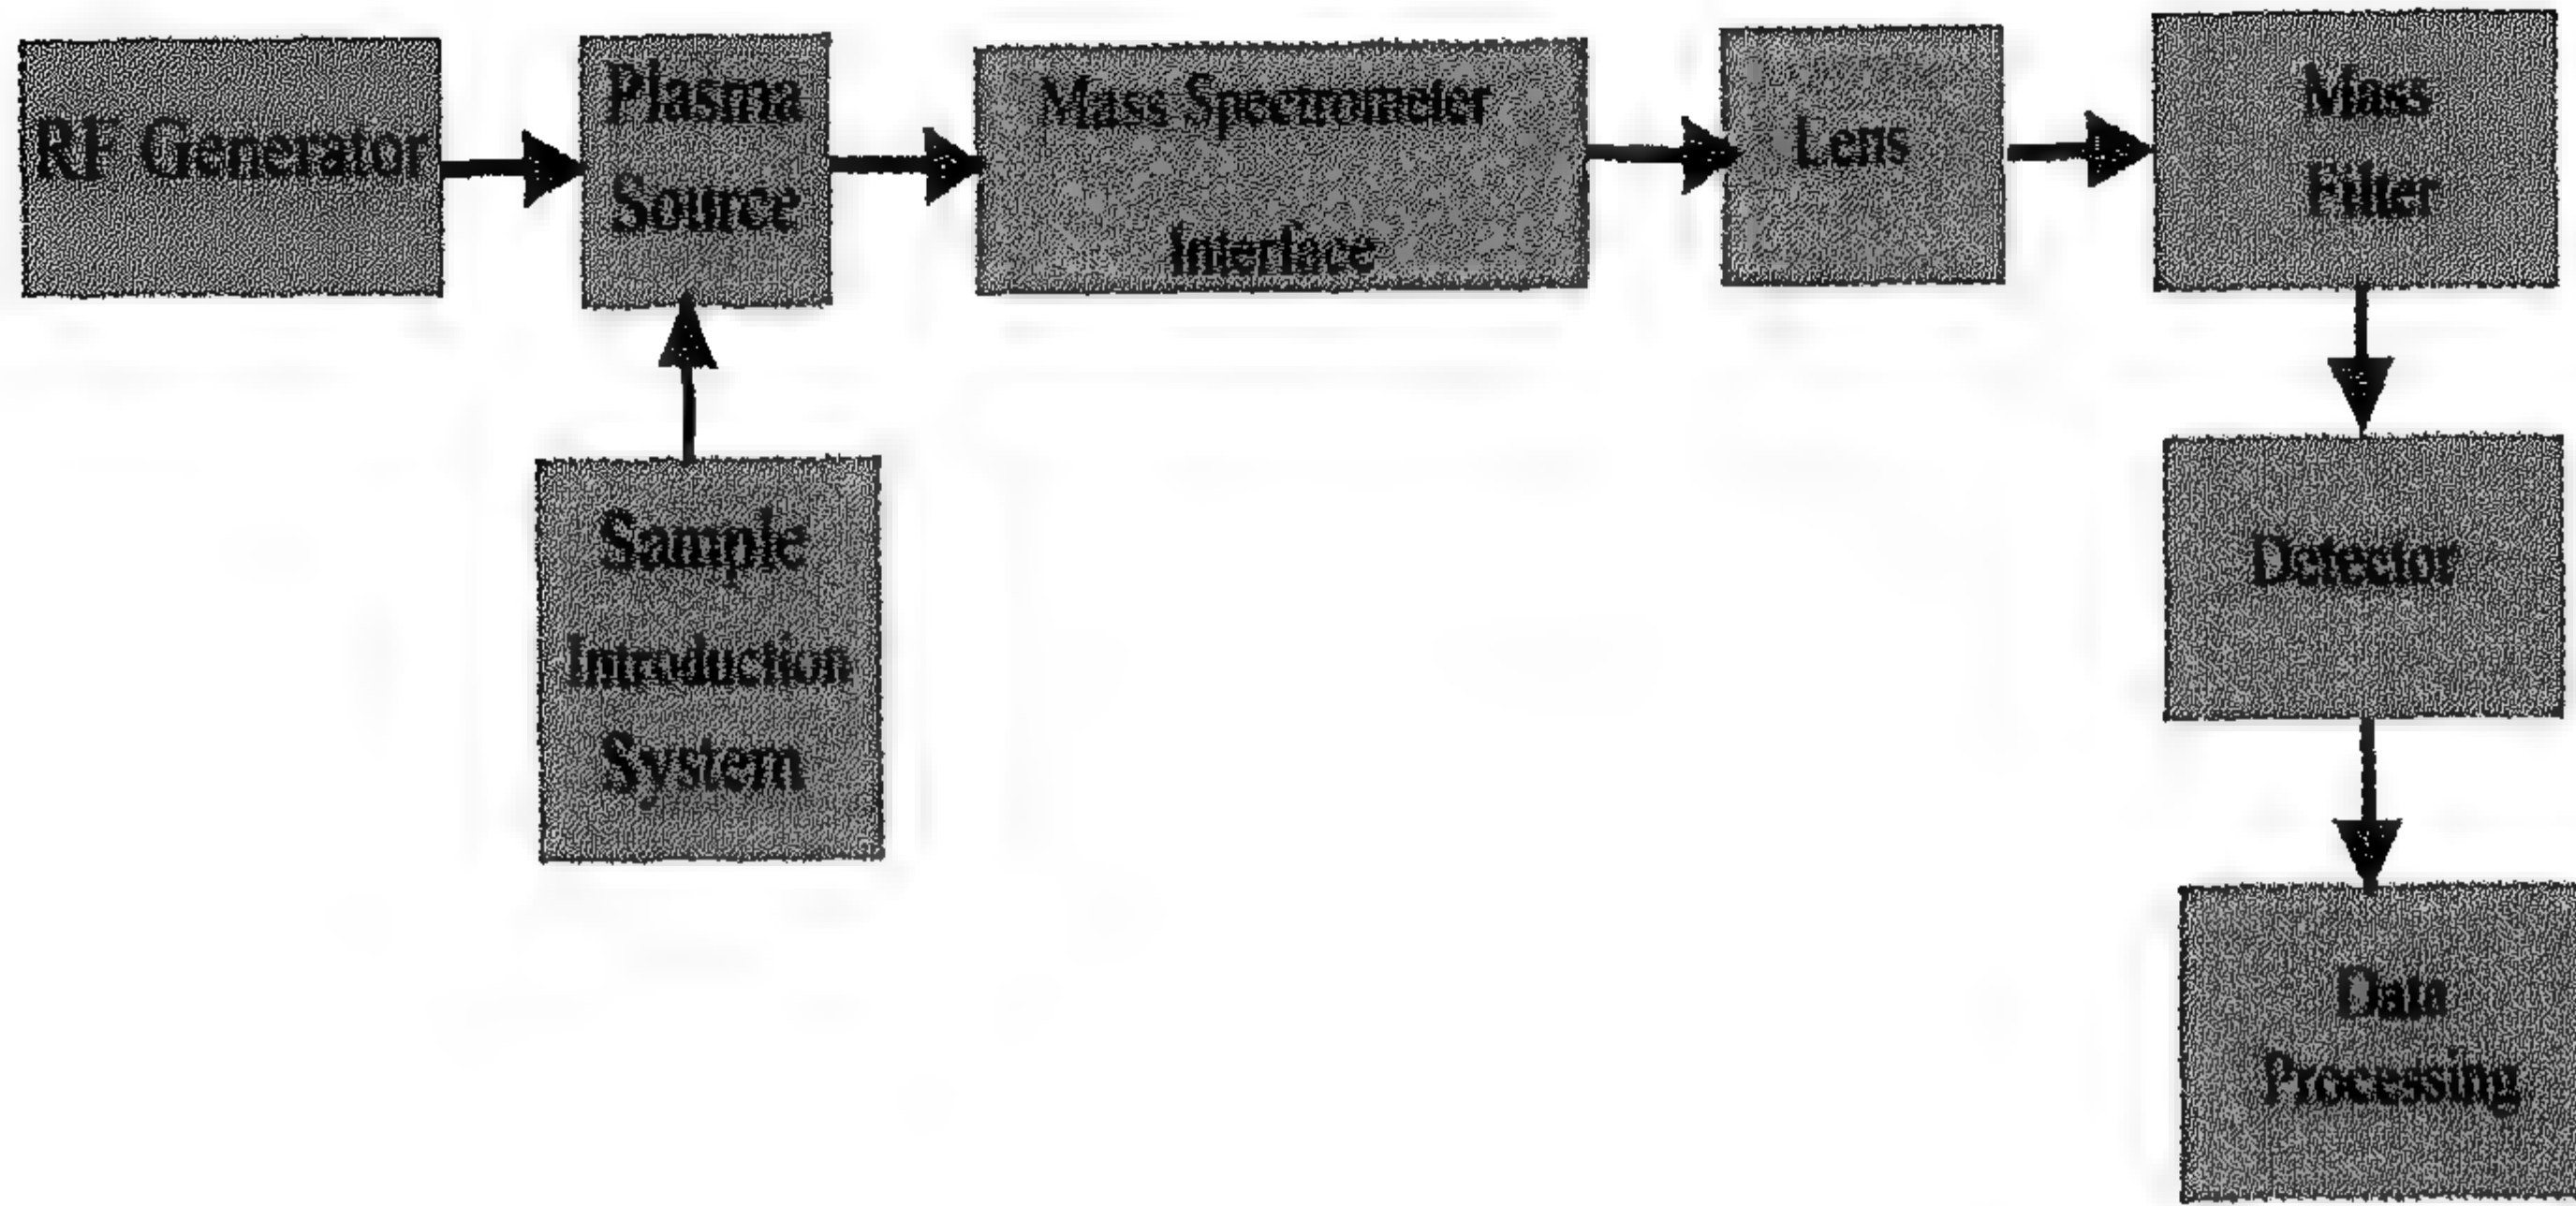 RF Generator
Plasma
Source
Mass Spectrometer
Interface
Lens
Mass
Filter
Sample
Introduction
System
Detector
Data
Processing